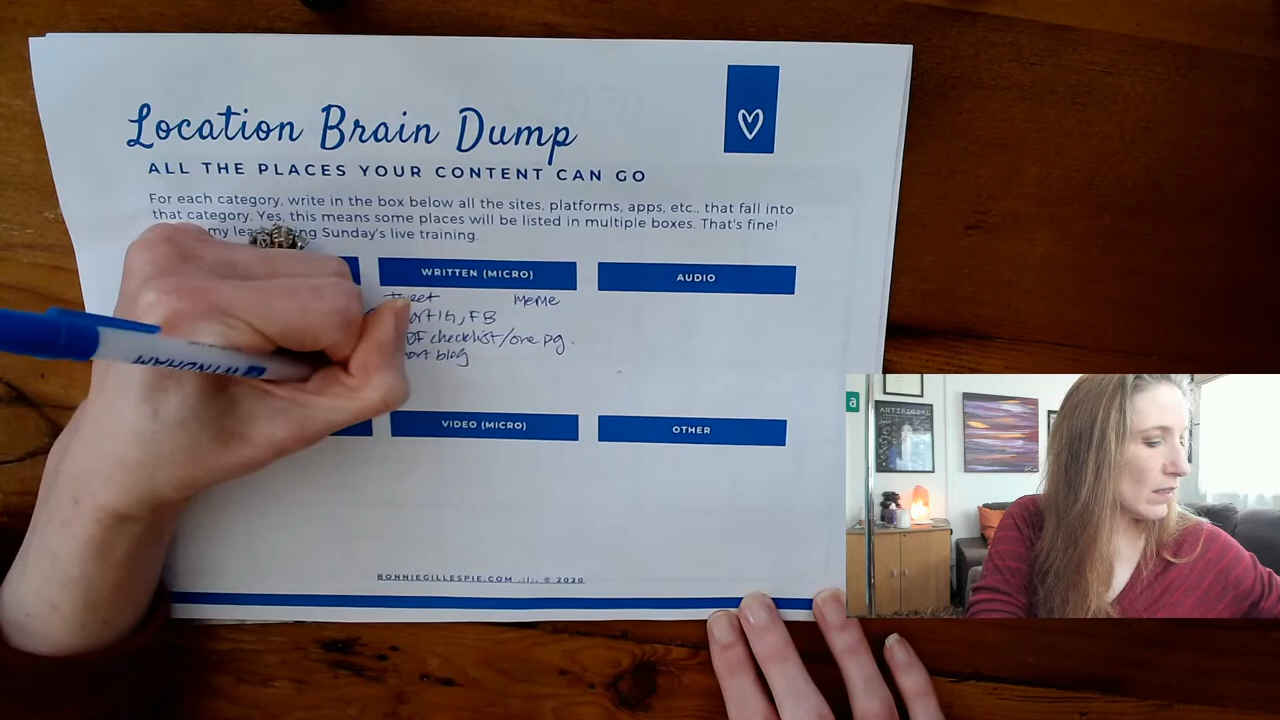 Location Brain Dump
ALL THE PLACES YOUR CONTENT CAN GO
For each category, write in the box below all the sites, platforms, apps, etc., that fall into
that category. Yes, this means some places will be listed in multiple boxes. That's fine!
my Sunday's live training.
WRITTEN (MICRO)
AUDIO
tweet meme
FB
checklist/one pg.
blog
VIDEO (MICRO)
OTHER
BONNIEGILLESPIE.COM .:|:. © 2020
WYNDHAM
ARTIFICIAL
a